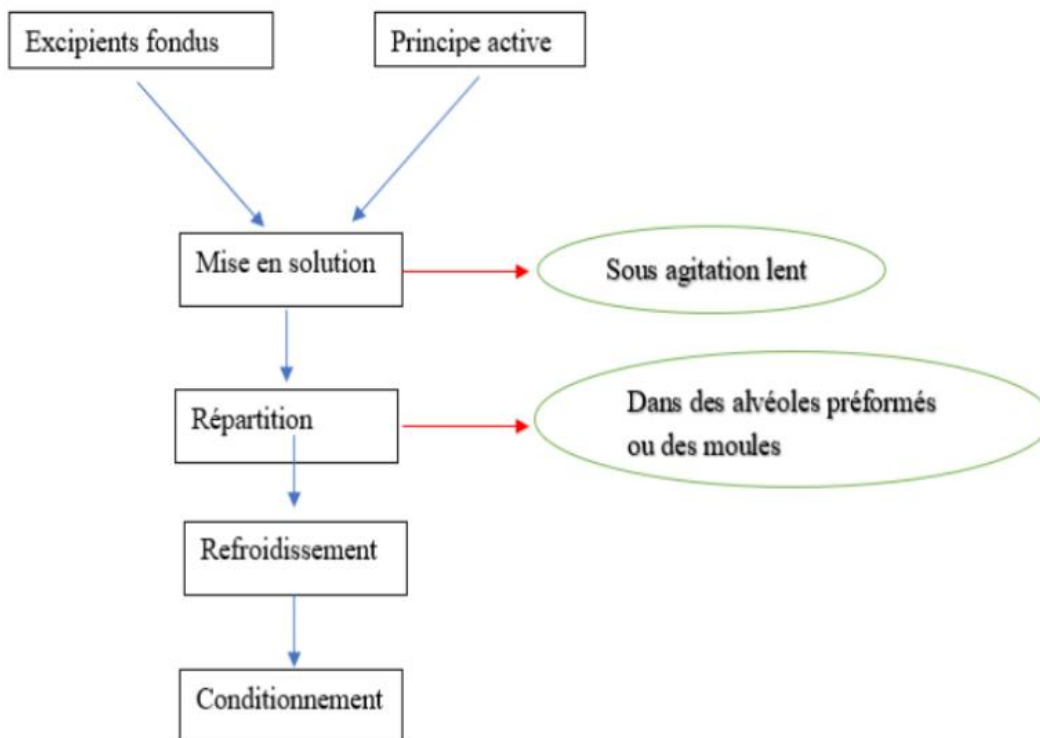 Excipients fondus
Principe active
Mise en solution
Sous agitation lent
Répartition
Dans des alvéoles préformés
ou des moules
Refroidissement
Conditionnement